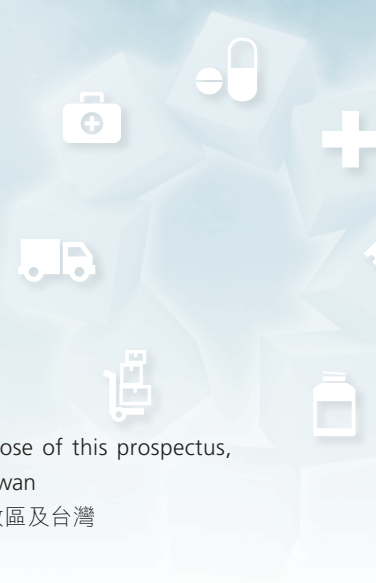 ose of this prospectus,
wan
區及台灣